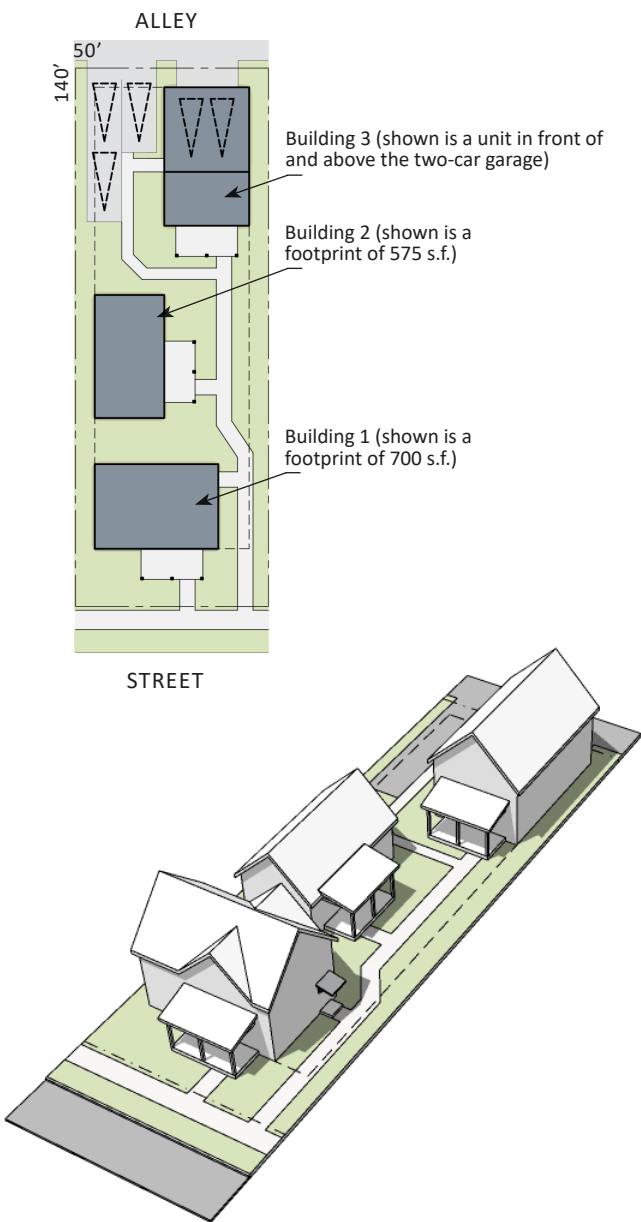 ALLEY
50’
140’
Building 3 (shown is a unit in front of
and above the two-car garage)
Building 2 (shown is a
footprint of 575 s.f.)
Building 1 (shown is a
footprint of 700 s.f.)
STREET